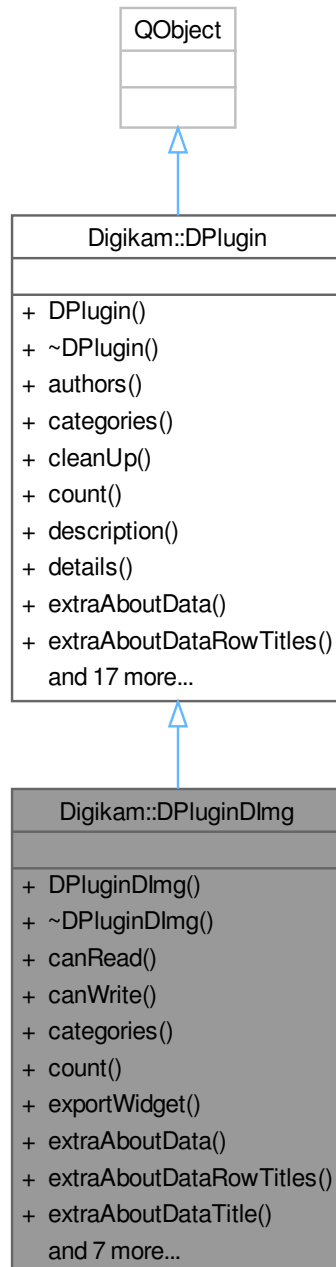 QObject
Digikam::DPlugin
+ DPlugin()
+ ~DPlugin()
+ authors()
+ categories()
+ cleanUp()
+ count()
+ description()
+ details()
+ extraAboutData()
+ extraAboutDataRowTitles()
and 17 more...
Digikam::DPluginDImg
+ DPluginDImg()
+ ~DPluginDImg()
+ canRead()
+ canWrite()
+ categories()
+ count()
+ exportWidget()
+ extraAboutData()
+ extraAboutDataRowTitles()
+ extraAboutDataTitle()
and 7 more...